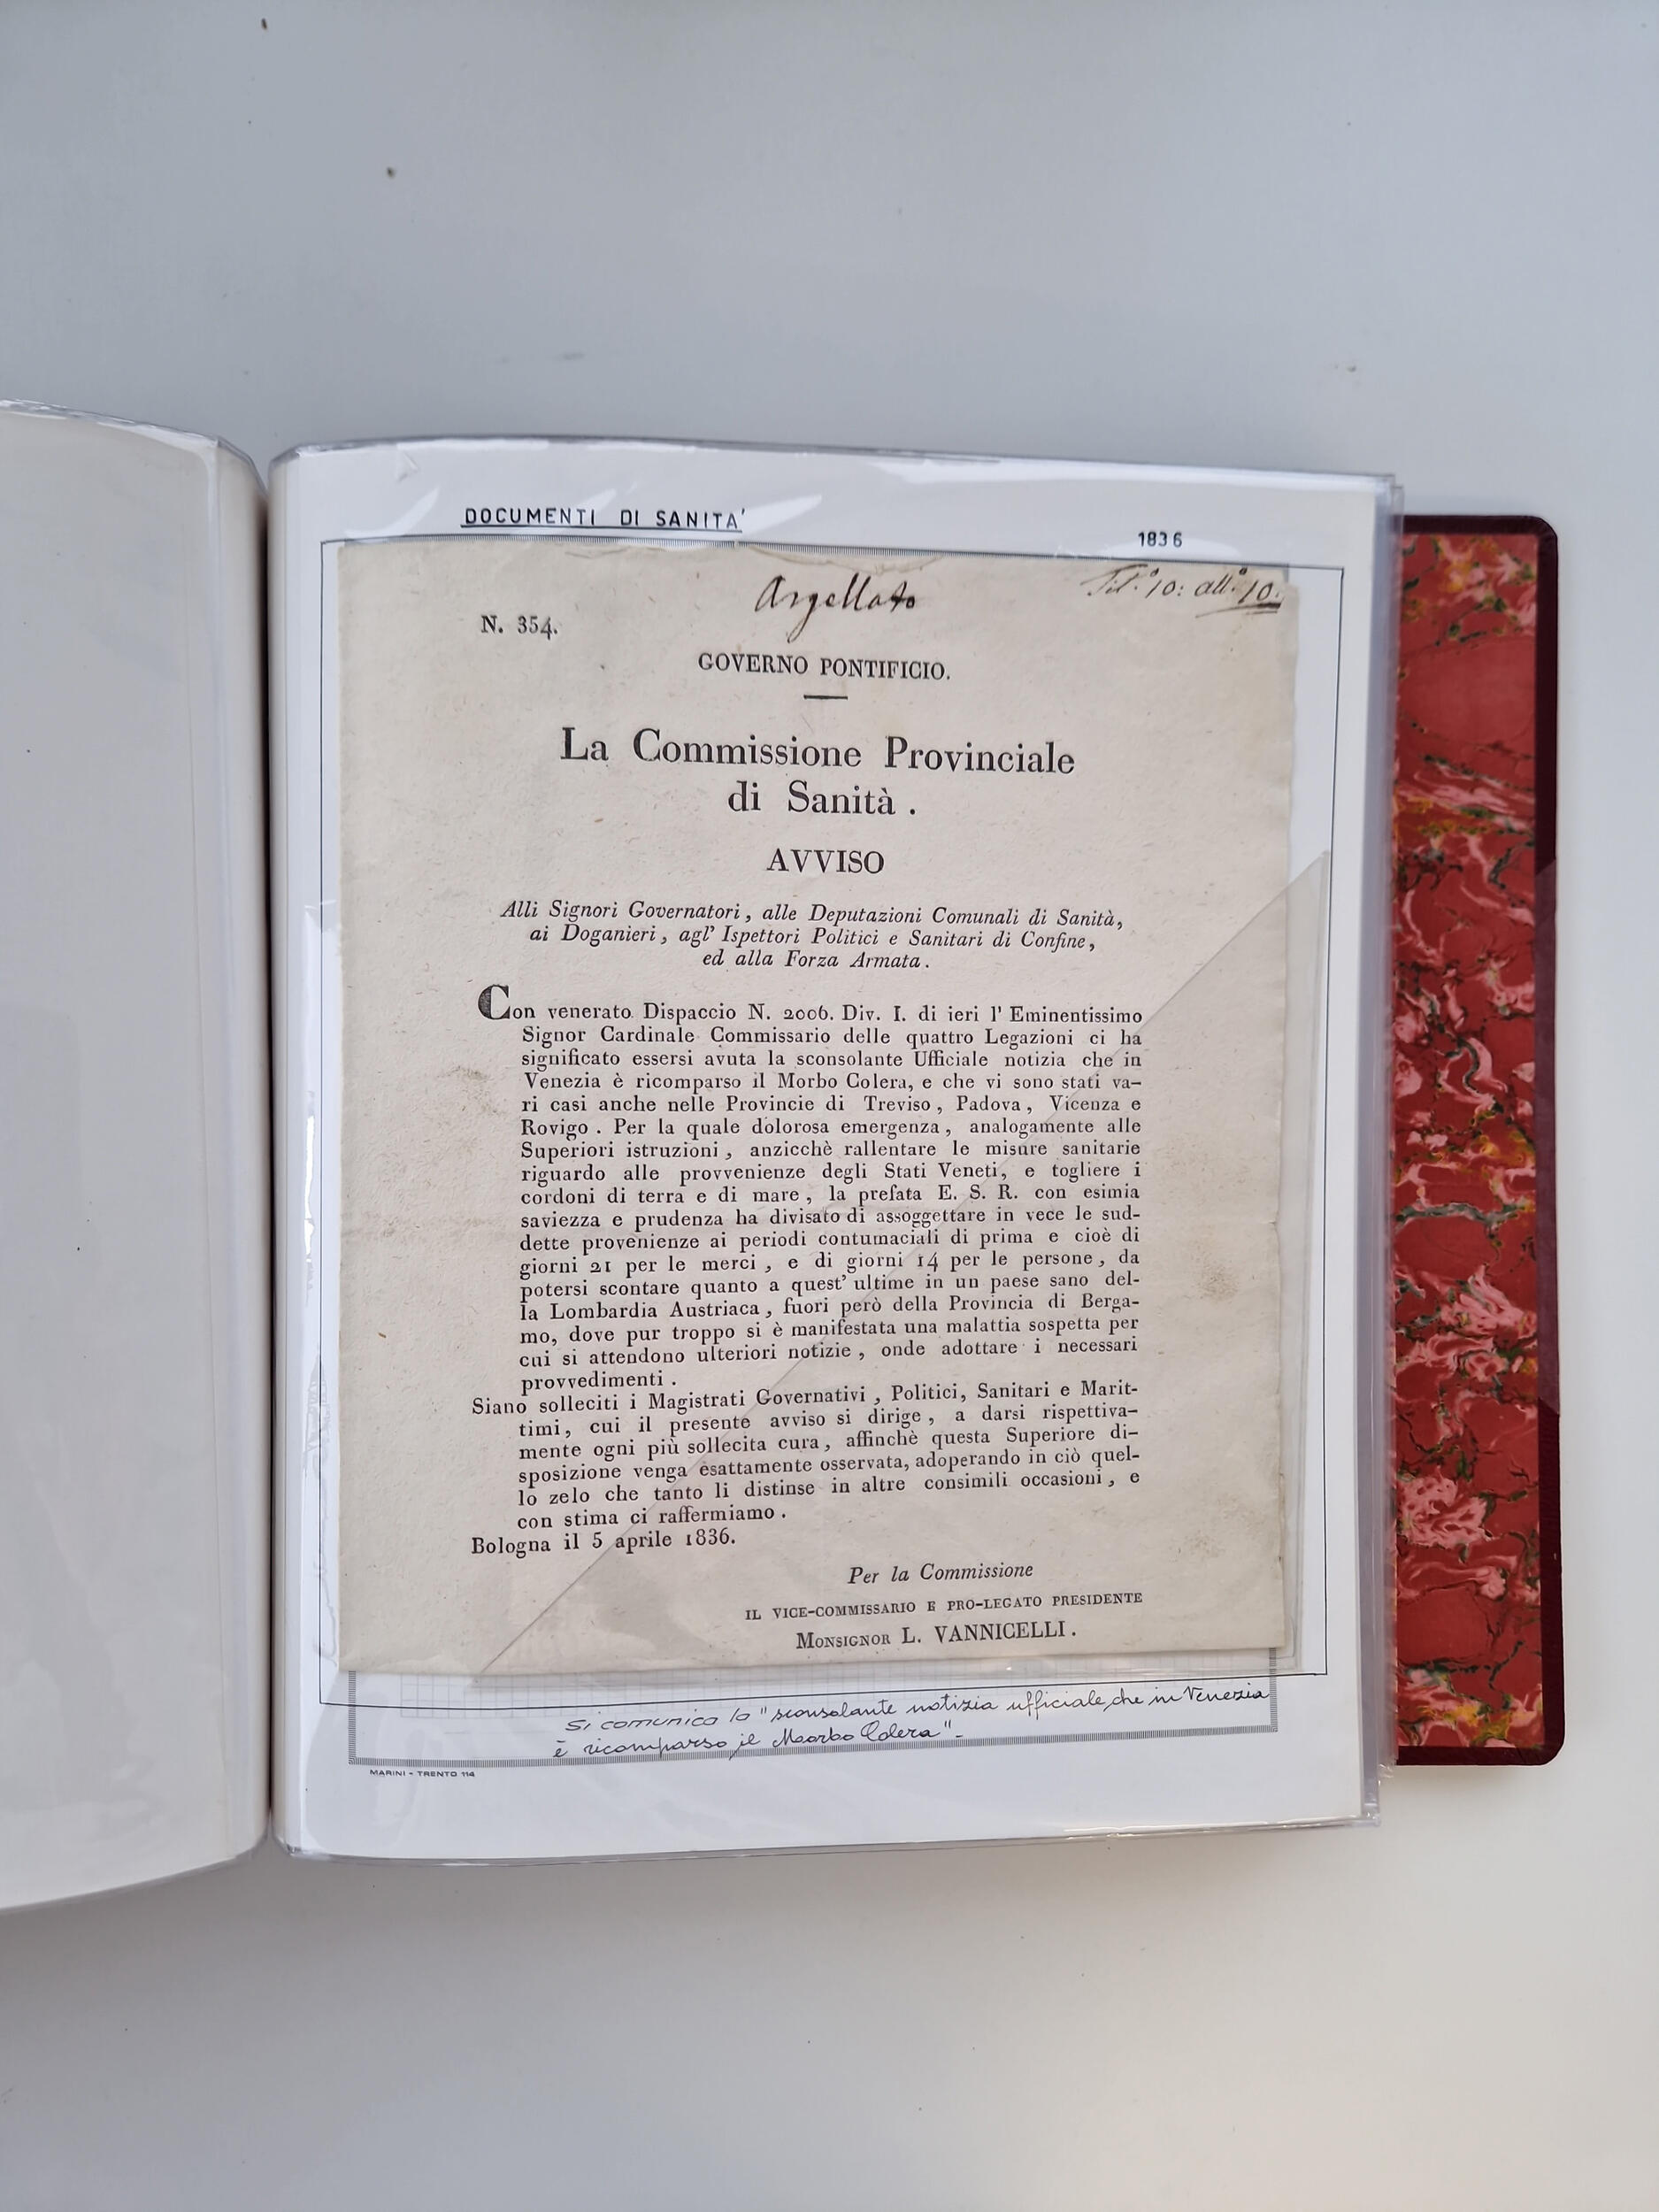 DOCUMENTI DI SANITA'
1836
Argellato
Tit.° 10: all.° 10.
N. 354.
GOVERNO PONTIFICIO.
La Commissione Provinciale
di Sanità .
AVVISO
Alli Signori Governatori , alle Deputazioni Comunali di Sanità,
ai Doganieri , agl' Ispettori Politici e Sanitari di Confine ,
ed alla Forza Armata .
Con venerato Dispaccio N. 2006. Div. I. di ieri l' Eminentissimo
Signor Cardinale Commissario delle quattro Legazioni ci ha
significato essersi avuta la sconsolante Ufficiale notizia che in
Venezia è ricomparso il Morbo Colera, e che vi sono stati va-
ri casi anche nelle Provincie di Treviso , Padova , Vicenza e
Rovigo . Per la quale dolorosa emergenza , analogamente alle
Superiori istruzioni , anzicchè rallentare le misure sanitarie
riguardo alle provvenienze degli Stati Veneti, e togliere i
cordoni di terra e di mare , la prefata E. S. R. con esimia
saviezza e prudenza ha divisato di assoggettare in vece le sud-
dette provenienze ai periodi contumaciali di prima e cioè di
giorni 21 per le merci , e di giorni 14 per le persone , da
potersi scontare quanto a quest' ultime in un paese sano del-
la Lombardia Austriaca , fuori però della Provincia di Berga-
mo, dove pur troppo si è manifestata una malattia sospetta per
cui si attendono ulteriori notizie , onde adottare i necessari
provvedimenti .
Siano solleciti i Magistrati Governativi , Politici, Sanitari e Marit-
timi, cui il presente avviso si dirige , a darsi rispettiva-
mente ogni più sollecita cura , affinchè questa Superiore di-
sposizione venga esattamente osservata, adoperando in ciò quel-
lo zelo che tanto li distinse in altre consimili occasioni , e
con stima ci raffermiamo .
Bologna il 5 aprile 1836.
Per la Commissione
IL VICE-COMMISSARIO E PRO-LEGATO PRESIDENTE
MONSIGNOR L. VANNICELLI .
Si comunica la "sconsolante notizia ufficiale, che in Venezia
è ricomparso il Morbo Colera" -
MARINI - TRENTO 114